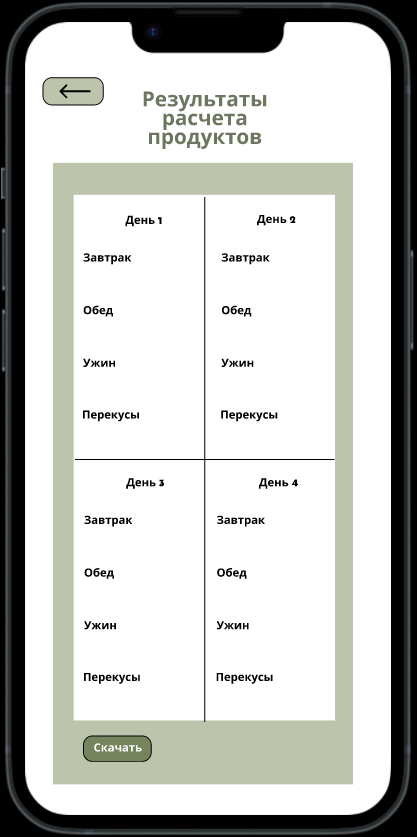 Результаты
расчета
продуктов
День 1
Завтрак
Обед
Ужин
Перекусы
День 2
Завтрак
Обед
Ужин
Перекусы
День 3
Завтрак
Обед
Ужин
Перекусы
День 4
Завтрак
Обед
Ужин
Перекусы
Скачать